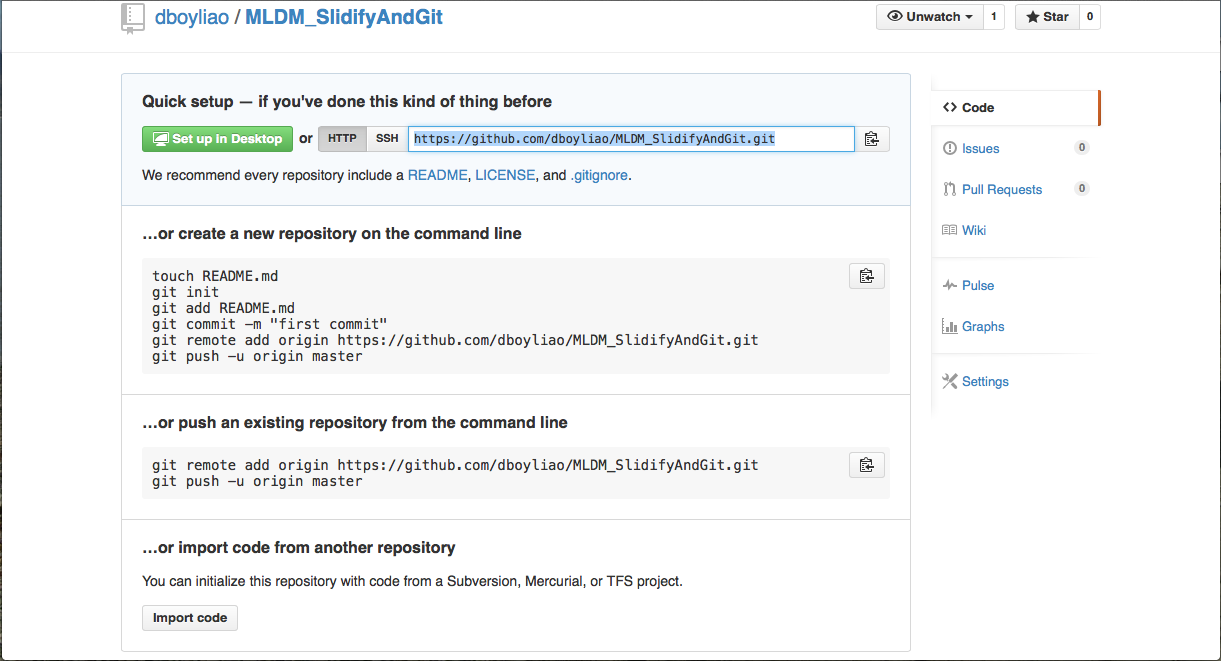 dboyliao / MLDM_SlidifyAndGit
Unwatch 1 Star 0
Quick setup — if you've done this kind of thing before
Set up in Desktop or HTTP SSH https://github.com/dboyliao/MLDM_SlidifyAndGit.git
We recommend every repository include a README, LICENSE, and .gitignore.
…or create a new repository on the command line
touch README.md
git init
git add README.md
git commit -m "first commit"
git remote add origin https://github.com/dboyliao/MLDM_SlidifyAndGit.git
git push -u origin master
…or push an existing repository from the command line
git remote add origin https://github.com/dboyliao/MLDM_SlidifyAndGit.git
git push -u origin master
…or import code from another repository
You can initialize this repository with code from a Subversion, Mercurial, or TFS project.
Import code
Code
Issues 0
Pull Requests 0
Wiki
Pulse
Graphs
Settings